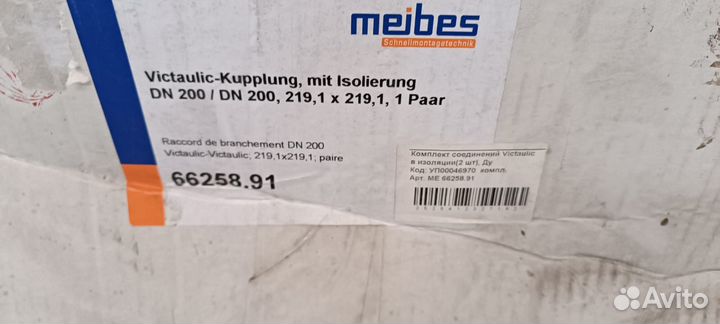 meibes
Schnellmontagetechnik
Victaulic-Kupplung, mit Isolierung
DN 200 / DN 200, 219,1 x 219,1, 1 Paar
Raccord de branchement DN 200
Victaulic-Victaulic; 219,1x219,1; paire
66258.91
Комплект соединений Victaulic
в изоляции(2 шт), Ду
Код: УП00046970 компл.
Арт. ME 66258.91
Avito